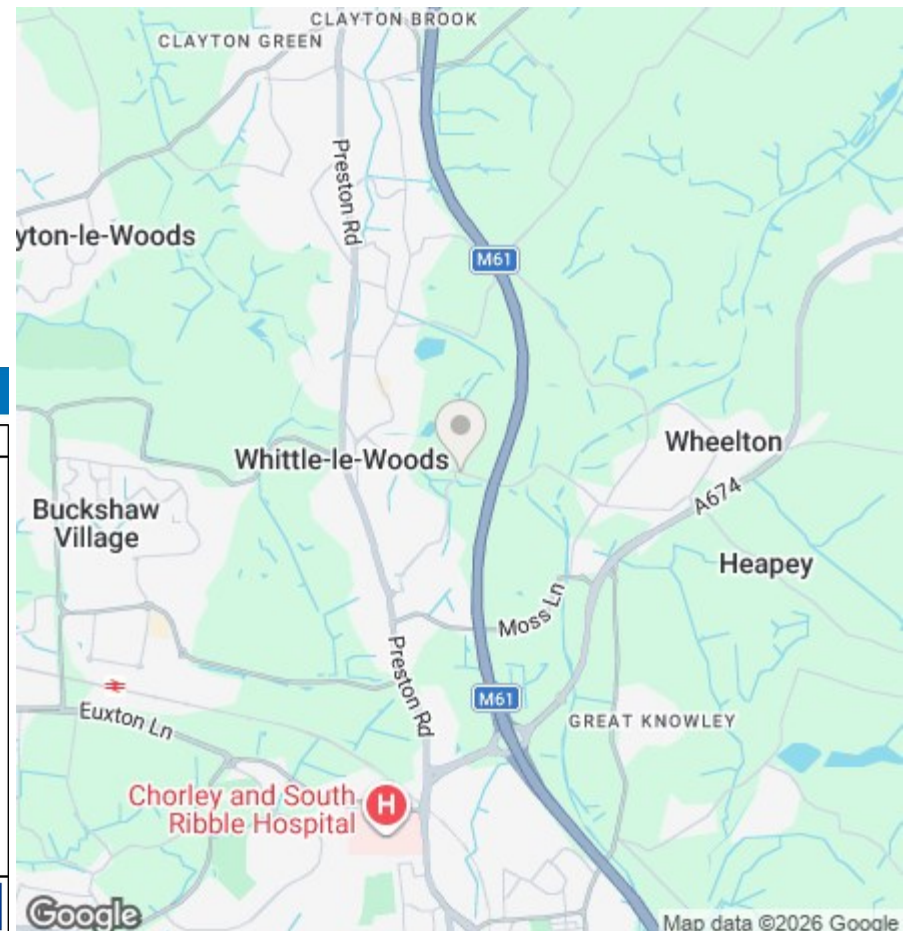 CLAYTON BROOK
CLAYTON GREEN
Preston Rd
yton-le-Woods
M61
Whittle-le-Woods
Wheelton
A674
Buckshaw
Village
Heapey
Moss Ln
Preston Rd
M61
Euxton Ln
GREAT KNOWLEY
Chorley and South
Ribble Hospital
H
Google
Map data ©2026 Google